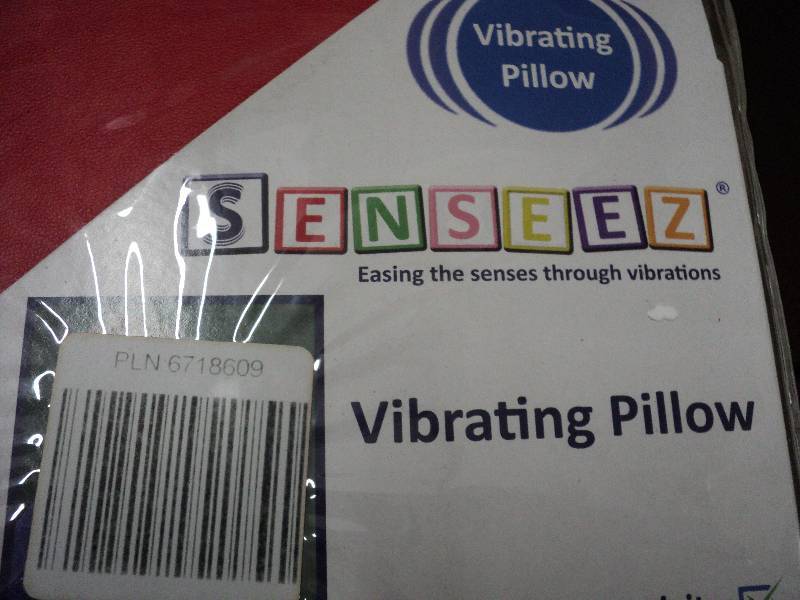 Vibrating
Pillow
SENSEEZ®
Easing the senses through vibrations
PLN 6718609
Vibrating Pillow